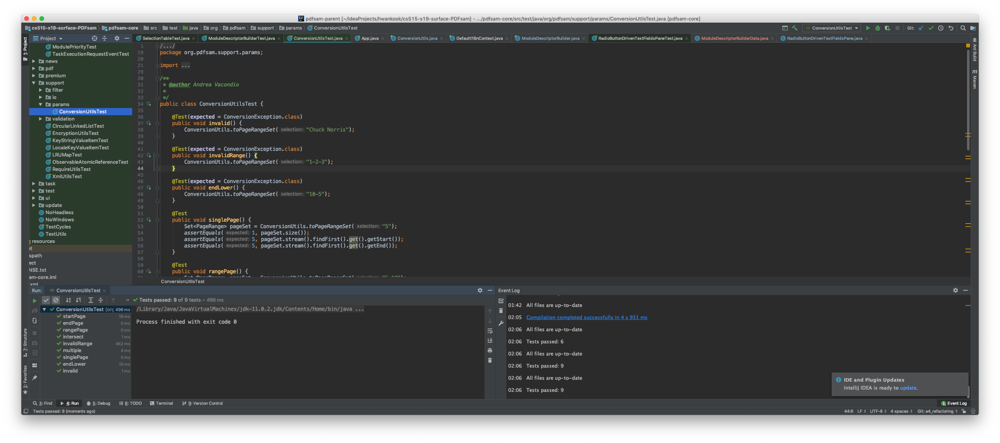 pdfsam-parent [~/IdeaProjects/hwankook/cs515-s19-surface-PDFsam] - .../pdfsam-core/src/test/java/org/pdfsam/support/params/ConversionUtilsTest.java [pdfsam-core]
cs515-s19-surface-PDFsam pdfsam-core src test java org pdfsam support params ConversionUtilsTest
ConversionUtilsTest Git:
Project
SelectionTableTest.java ModuleDescriptorBuilderTest.java ConversionUtilsTest.java App.java ConversionUtils.java DefaultI18nContext.java ModuleDescriptorBuilder.java RadioButtonDrivenTextFieldsPaneTest.java ModuleDescriptorBuilderData.java RadioButtonDrivenTextFieldsPane.java
1: Project
Z: Structure
2: Favorites
Ant Build
m Maven
ModulePriorityTest
TaskExecutionRequestEventTest
news
pdf
premium
support
filter
io
params
ConversionUtilsTest
validation
CircularLinkedListTest
EncryptionUtilsTest
KeyStringValueItemTest
LocaleKeyValueItemTest
LRUMapTest
ObservableAtomicReferenceTest
RequireUtilsTest
XmlUtilsTest
task
test
ui
update
NoHeadless
NoWindows
TestCycles
TestUtils
resources
et
spath
ect
NSE.txt
am-core.iml
xml
1 /.../
19 package org.pdfsam.support.params;
20
21 import ...
29
30 /**
31 * @author Andrea Vacondio
32 *
33 */
34 public class ConversionUtilsTest {
35
36 @Test(expected = ConversionException.class)
37 public void invalid() {
38 ConversionUtils.toPageRangeSet( selection: "Chuck Norris");
39 }
40
41 @Test(expected = ConversionException.class)
42 public void invalidRange() {
43 ConversionUtils.toPageRangeSet( selection: "1-2-3");
44 }
45
46 @Test(expected = ConversionException.class)
47 public void endLower() {
48 ConversionUtils.toPageRangeSet( selection: "10-5");
49 }
50
51 @Test
52 public void singlePage() {
53 Set<PageRange> pageSet = ConversionUtils.toPageRangeSet( selection: "5");
54 assertEquals( expected: 1, pageSet.size());
55 assertEquals( expected: 5, pageSet.stream().findFirst().get().getStart());
56 assertEquals( expected: 5, pageSet.stream().findFirst().get().getEnd());
57 }
58
59 @Test
60 public void rangePage() {
ConversionUtilsTest
Run: ConversionUtilsTest
Tests passed: 9 of 9 tests – 496 ms
ConversionUtilsTest (org 496 ms
startPage 18 ms
endPage 0 ms
rangePage 0 ms
intersect 1 ms
invalidRange 462 ms
multiple 4 ms
singlePage 0 ms
endLower 10 ms
invalid 1 ms
/Library/Java/JavaVirtualMachines/jdk-11.0.2.jdk/Contents/Home/bin/java ...
Process finished with exit code 0
Event Log
01:42 All files are up-to-date
02:05 Compilation completed successfully in 4 s 931 ms
02:06 All files are up-to-date
02:06 Tests passed: 6
02:06 All files are up-to-date
02:06 Tests passed: 9
02:06 All files are up-to-date
02:06 Tests passed: 9
IDE and Plugin Updates
IntelliJ IDEA is ready to update.
3: Find 4: Run 5: Debug 6: TODO Terminal 9: Version Control
1 Event Log
Tests passed: 9 (moments ago)
44:6 LF UTF-8 4 spaces Git: a4_refactoring